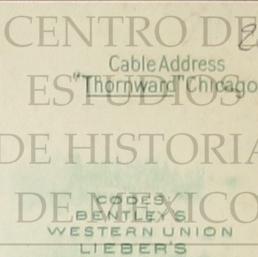 CENTRO DE
Cable Address
"Thornward" Chicago
ESTUDIOS
DE HISTORIA
DE MEXICO
CODES:
BENTLEY'S
WESTERN UNION
LIEBER'S